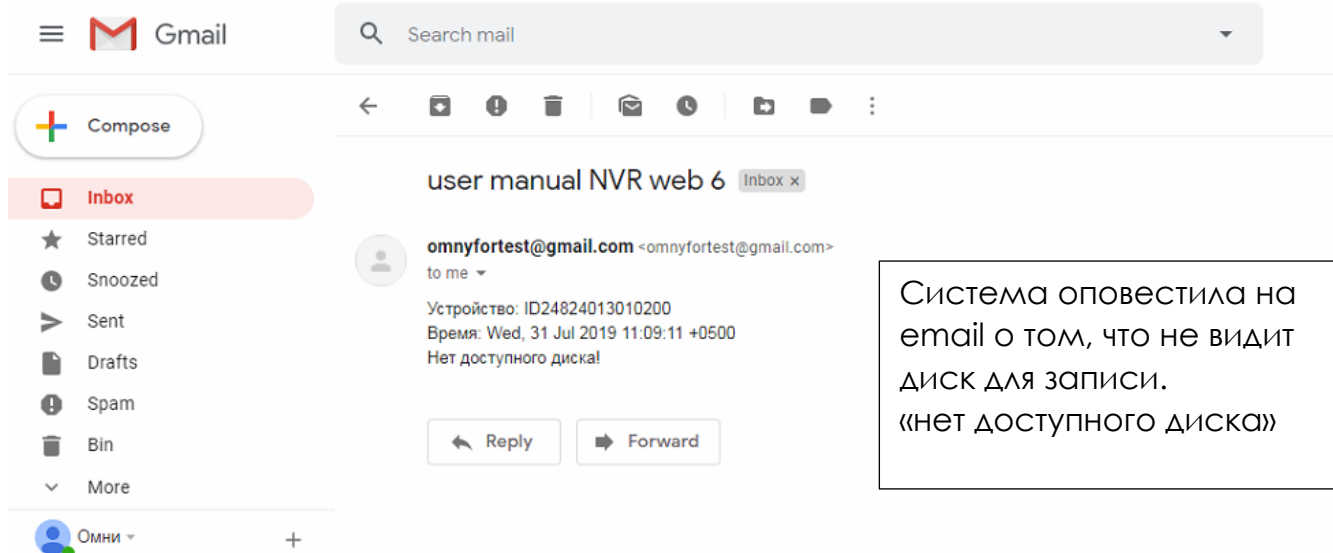 Gmail
Search mail
Compose
Inbox
Starred
Snoozed
Sent
Drafts
Spam
Bin
More
Омни
user manual NVR web 6 Inbox x
omnyfortest@gmail.com <omnyfortest@gmail.com>
to me
Устройство: ID24824013010200
Время: Wed, 31 Jul 2019 11:09:11 +0500
Нет доступного диска!
Reply Forward
Система оповестила на
email о том, что не видит
диск для записи.
«нет доступного диска»